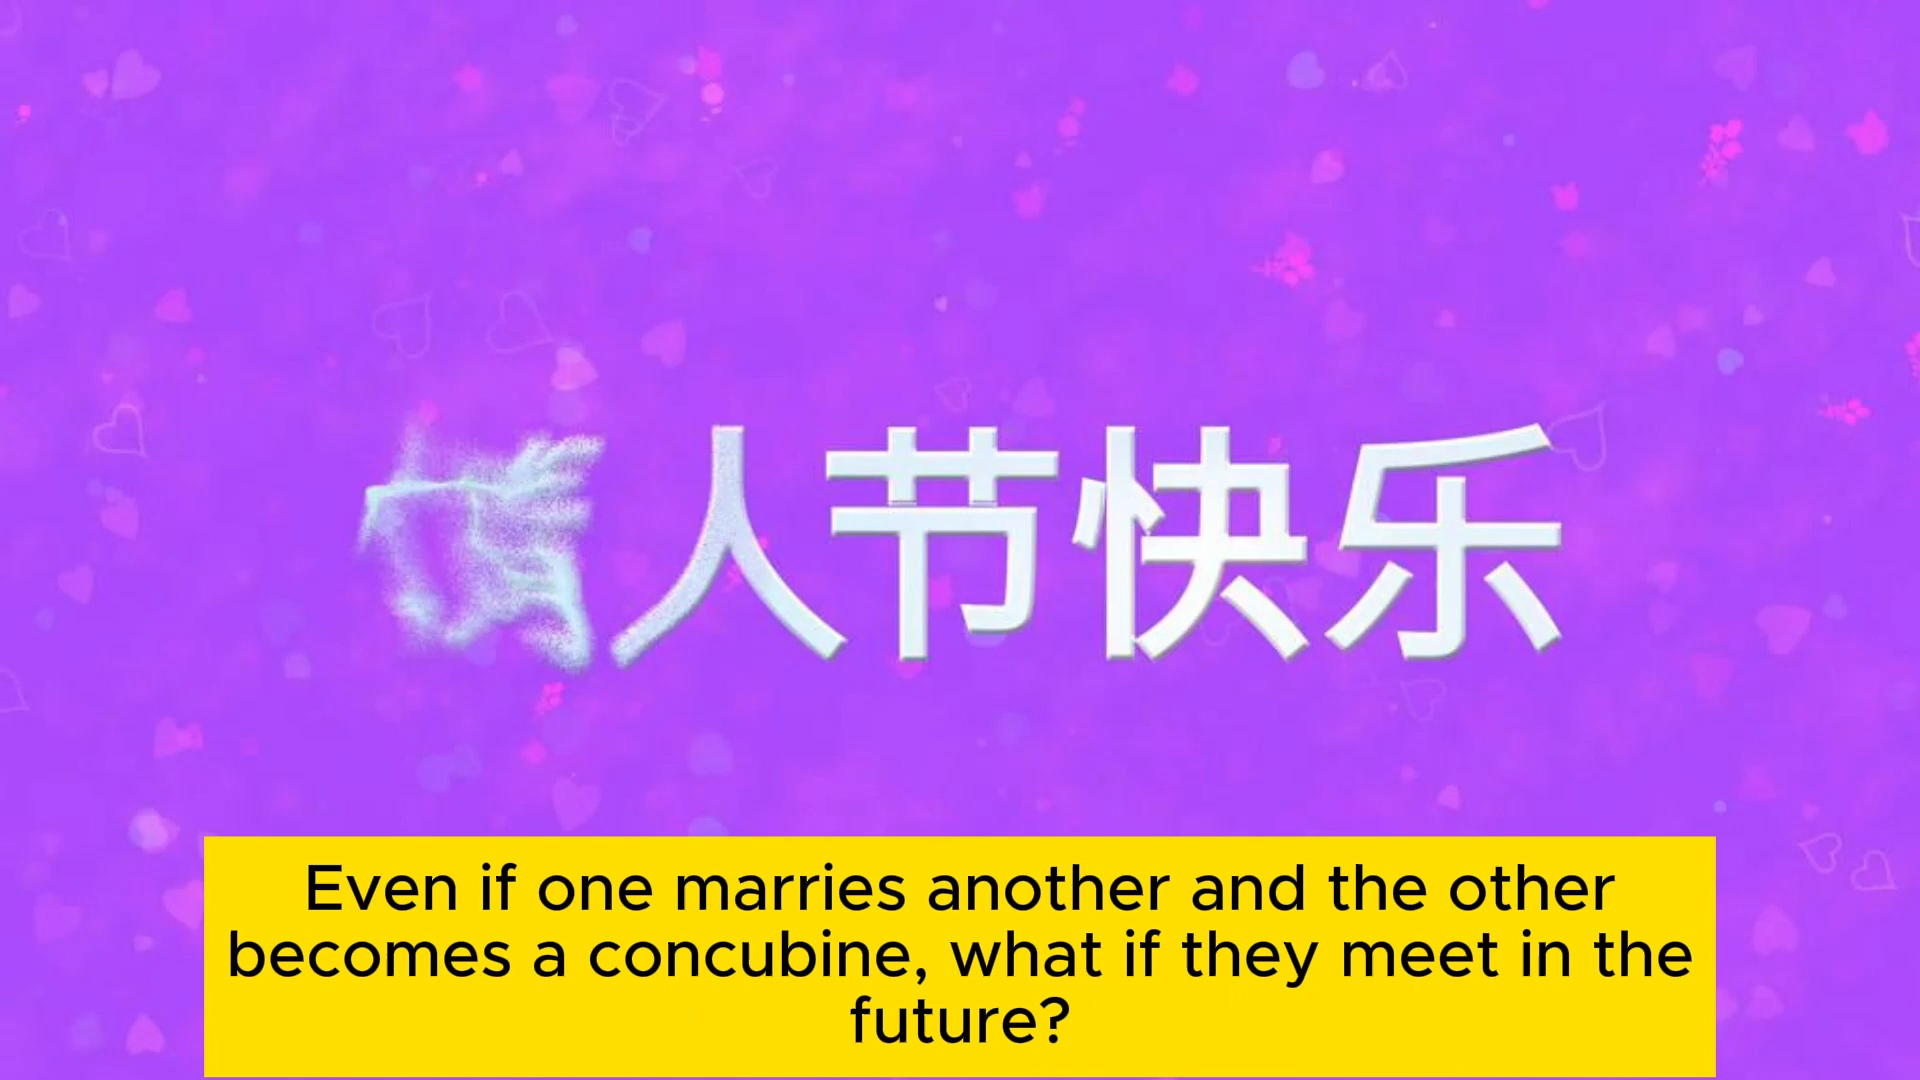 人节快乐
Even if one marries another and the other
becomes a concubine, what if they meet in the
future?